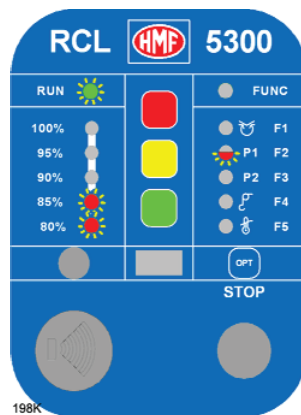 RCL HMF 5300
RUN FUNC
100% F1
95% P1 F2
90% P2 F3
85% F4
80% F5
OPT
STOP
198K